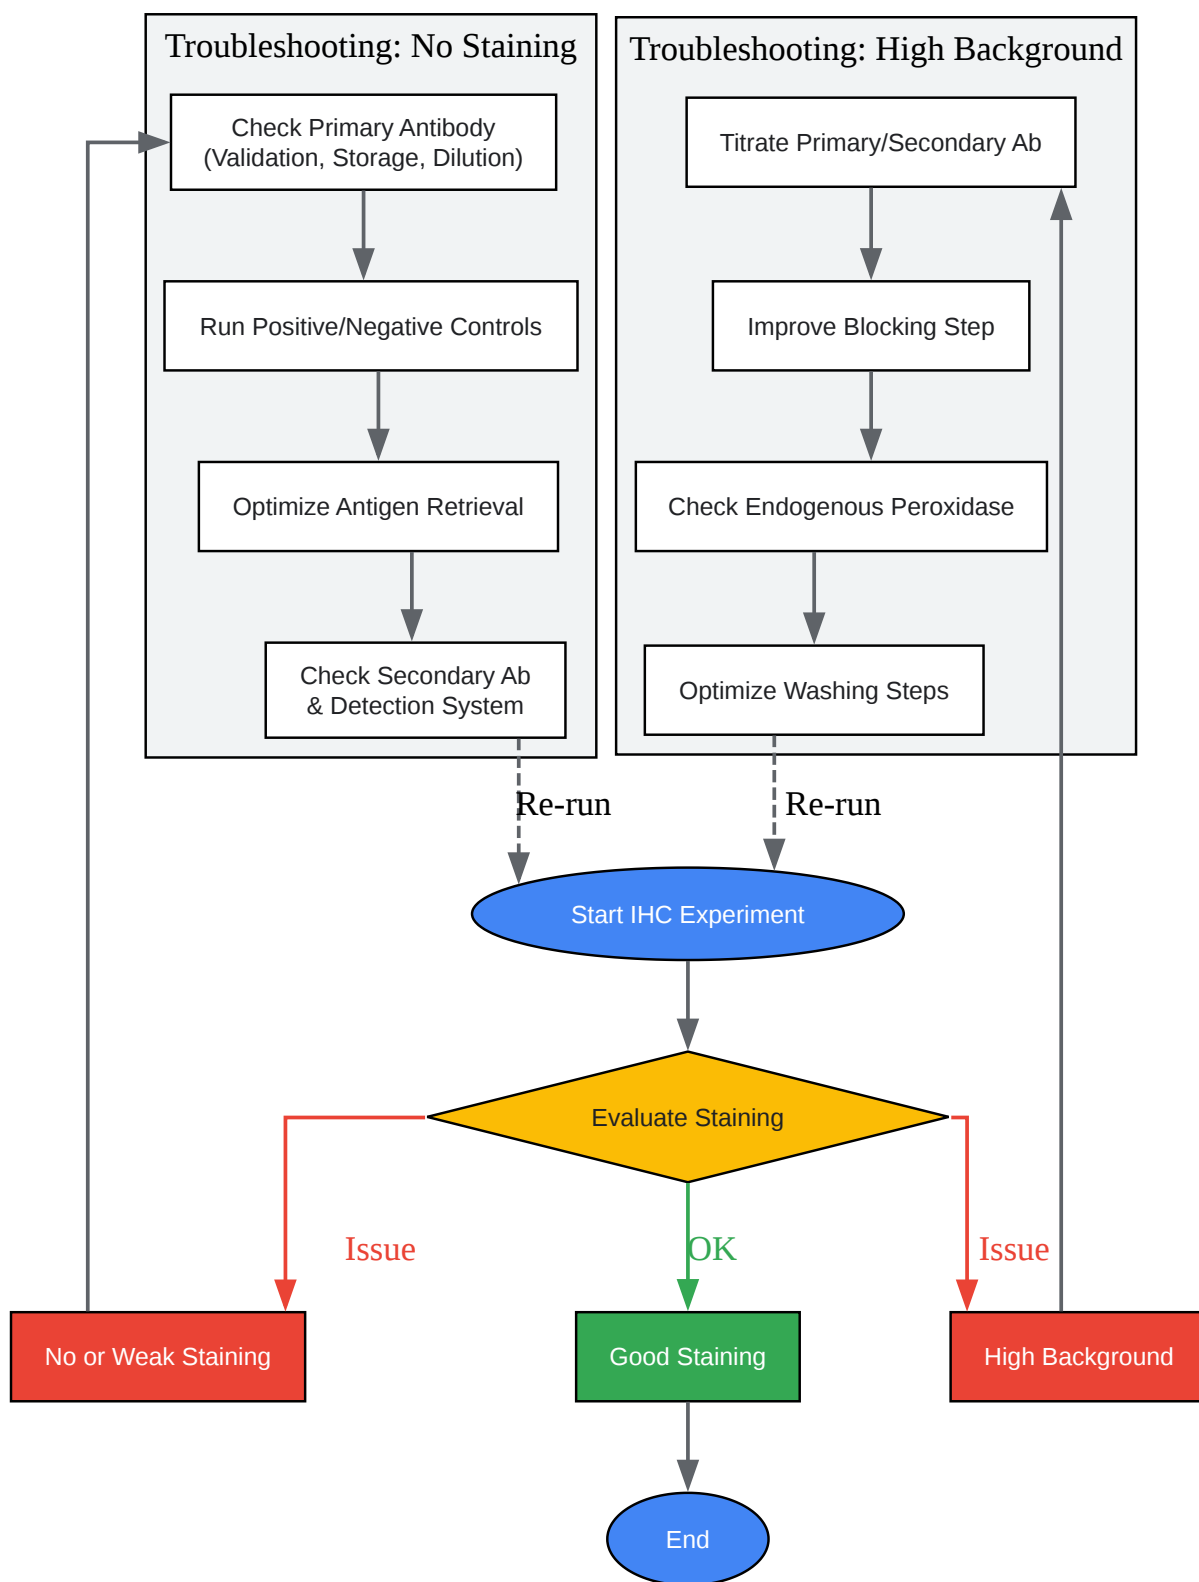 Troubleshooting: No Staining
Check Primary Antibody
(Validation, Storage, Dilution)
Run Positive/Negative Controls
Optimize Antigen Retrieval
Check Secondary Ab
& Detection System
Troubleshooting: High Background
Titrate Primary/Secondary Ab
Improve Blocking Step
Check Endogenous Peroxidase
Optimize Washing Steps
Re-run
Re-run
Start IHC Experiment
Evaluate Staining
Issue
OK
Issue
No or Weak Staining
Good Staining
High Background
End